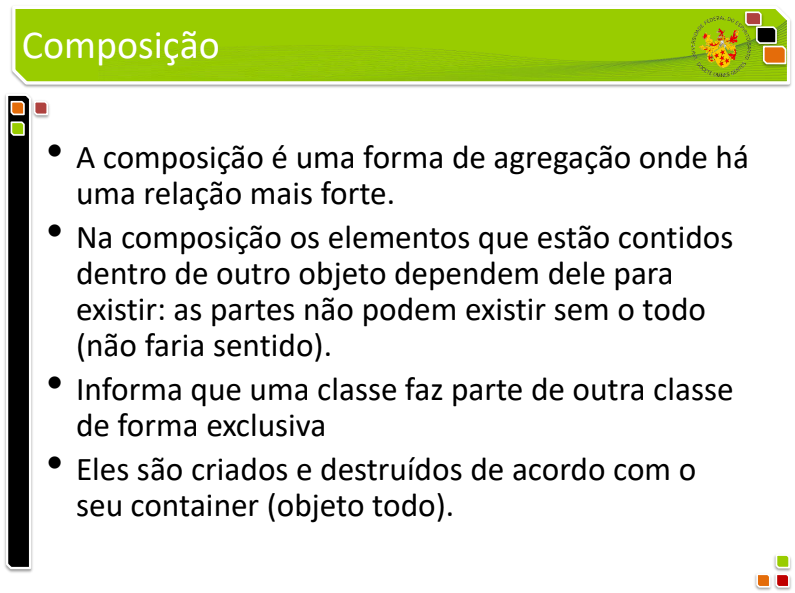 Composição
• A composição é uma forma de agregação onde há
uma relação mais forte.
• Na composição os elementos que estão contidos
dentro de outro objeto dependem dele para
existir: as partes não podem existir sem o todo
(não faria sentido).
• Informa que uma classe faz parte de outra classe
de forma exclusiva
• Eles são criados e destruídos de acordo com o
seu container (objeto todo).